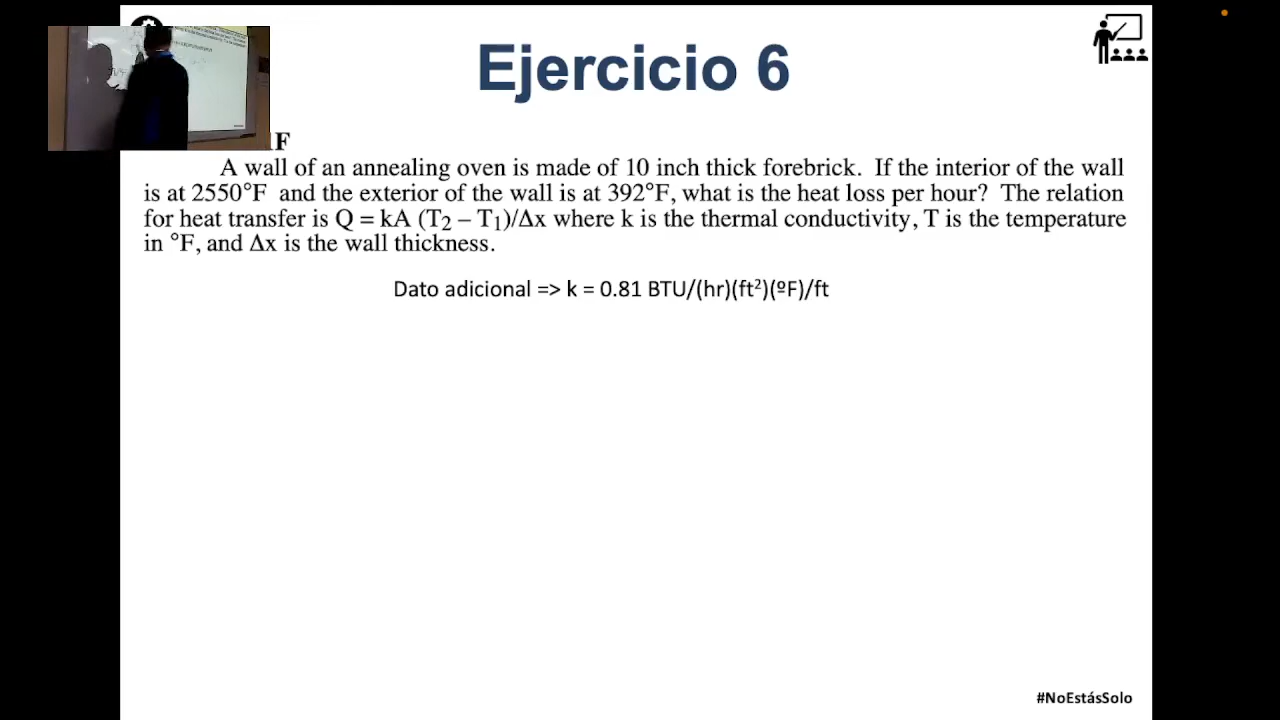 Ejercicio 6
F
A wall of an annealing oven is made of 10 inch thick forebrick. If the interior of the wall
is at 2550°F and the exterior of the wall is at 392°F, what is the heat loss per hour? The relation
for heat transfer is Q = kA (T₂ – T₁)/Δx where k is the thermal conductivity, T is the temperature
in °F, and Δx is the wall thickness.
Dato adicional => k = 0.81 BTU/(hr)(ft²)(ºF)/ft
#NoEstásSolo